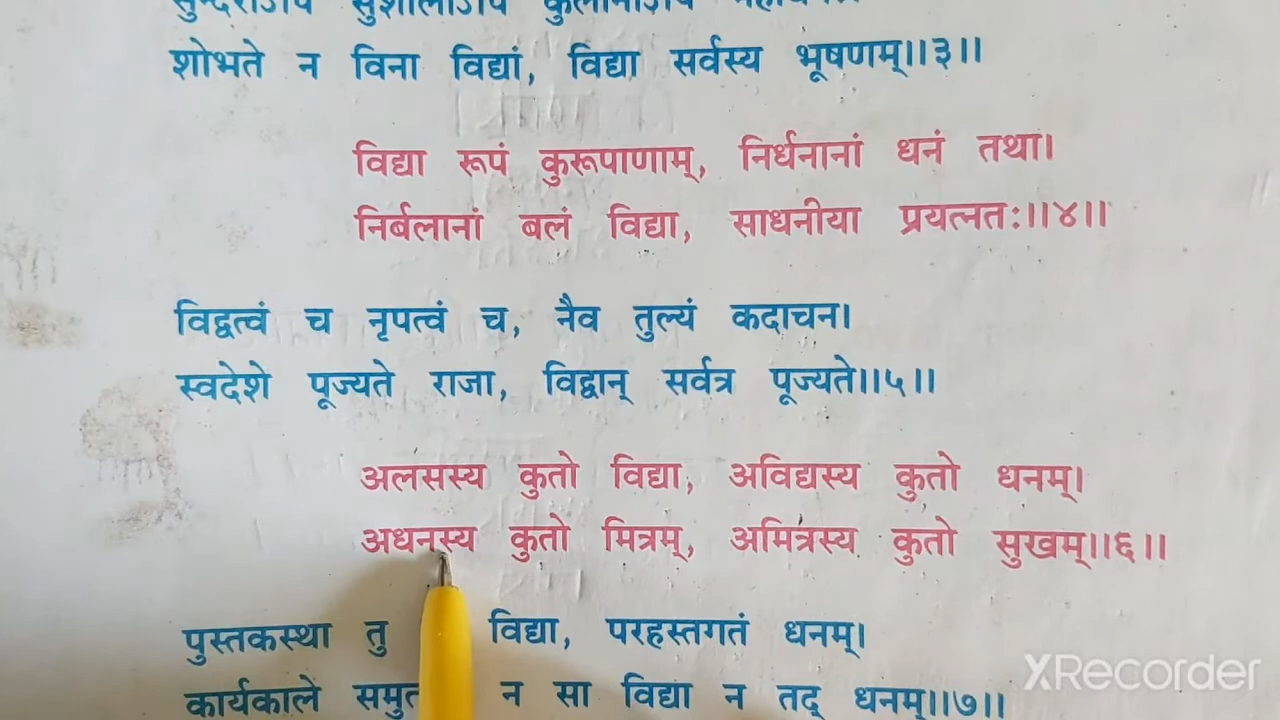 शोभते न विना विद्यां, विद्या सर्वस्य भूषणम्॥३॥
विद्या रूपं कुरूपाणाम्, निर्धनानां धनं तथा।
निर्बलानां बलं विद्या, साधनीया प्रयत्नतः॥४॥
विद्वत्वं च नृपत्वं च, नैव तुल्यं कदाचन।
स्वदेशे पूज्यते राजा, विद्वान् सर्वत्र पूज्यते॥५॥
अलसस्य कुतो विद्या, अविद्यस्य कुतो धनम्।
अधनस्य कुतो मित्रम्, अमित्रस्य कुतो सुखम्॥६॥
पुस्तकस्था तु विद्या, परहस्तगतं धनम्।
कार्यकाले न सा विद्या न तद् धनम्॥७॥
XRecorder